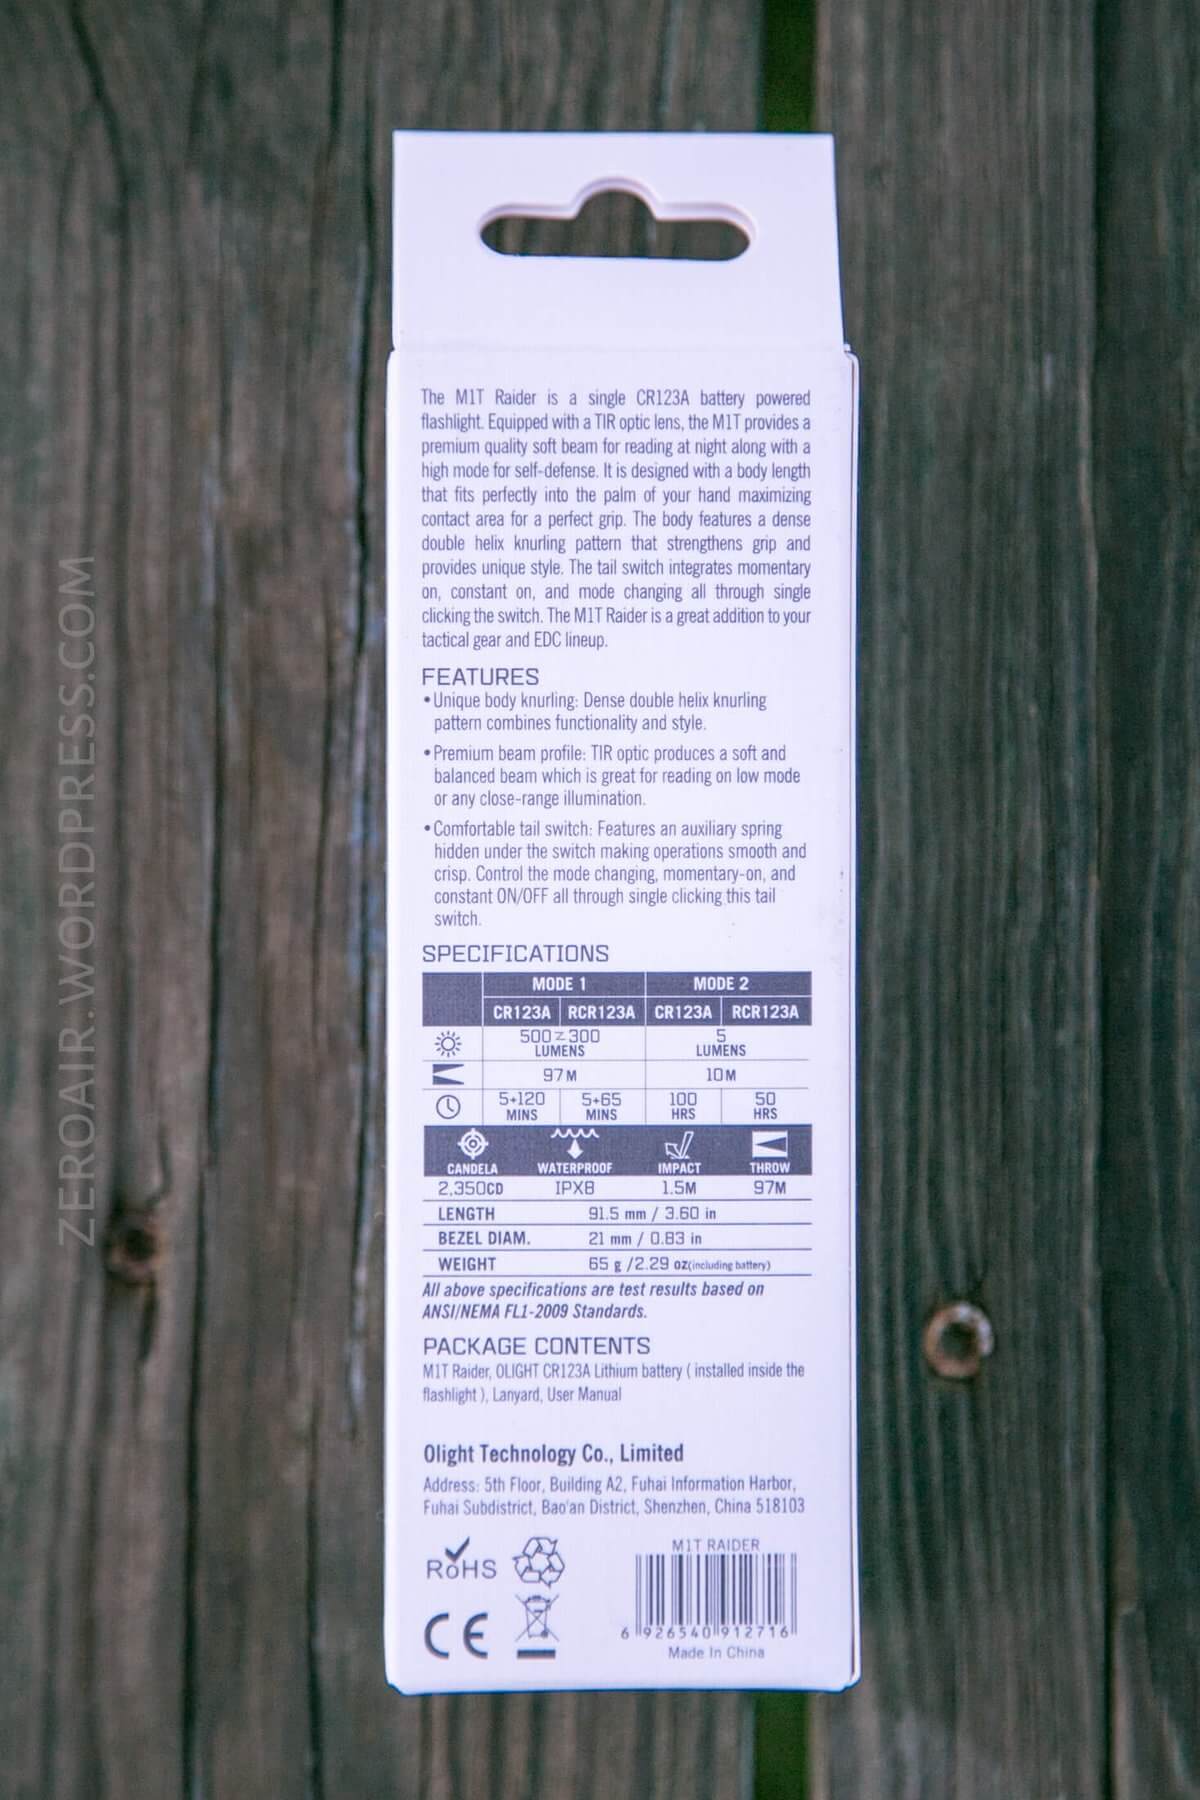 The M1T Raider is a single CR123A battery powered
flashlight. Equipped with a TIR optic lens, the M1T provides a
premium quality soft beam for reading at night along with a
high mode for self-defense. It is designed with a body length
that fits perfectly into the palm of your hand maximizing
contact area for a perfect grip. The body features a dense
double helix knurling pattern that strengthens grip and
provides unique style. The tail switch integrates momentary
on, constant on, and mode changing all through single
clicking the switch. The M1T Raider is a great addition to your
tactical gear and EDC lineup.
FEATURES
•Unique body knurling: Dense double helix knurling
pattern combines functionality and style.
•Premium beam profile: TIR optic produces a soft and
balanced beam which is great for reading on low mode
or any close-range illumination.
•Comfortable tail switch: Features an auxiliary spring
hidden under the switch making operations smooth and
crisp. Control the mode changing, momentary-on, and
constant ON/OFF all through single clicking this tail
switch.
SPECIFICATIONS
MODE 1 MODE 2
CR123A RCR123A CR123A RCR123A
500 300 5
LUMENS LUMENS
97 M 10M
5+120 5+65 100 50
MINS MINS HRS HRS
CANDELA WATERPROOF IMPACT THROW
2,350CD IPX8 1.5M 97M
LENGTH 91.5 mm / 3.60 in
BEZEL DIAM. 21 mm / 0.83 in
WEIGHT 65 g /2.29 oz(including battery)
All above specifications are test results based on
ANSI/NEMA FL1-2009 Standards.
PACKAGE CONTENTS
M1T Raider, OLIGHT CR123A Lithium battery ( installed inside the
flashlight ), Lanyard, User Manual
Olight Technology Co., Limited
Address: 5th Floor, Building A2, Fuhai Information Harbor,
Fuhai Subdistrict, Bao'an District, Shenzhen, China 518103
RoHS
CE
M1T RAIDER
6 926540 912716
Made In China
ZEROAIR.WORDPRESS.COM